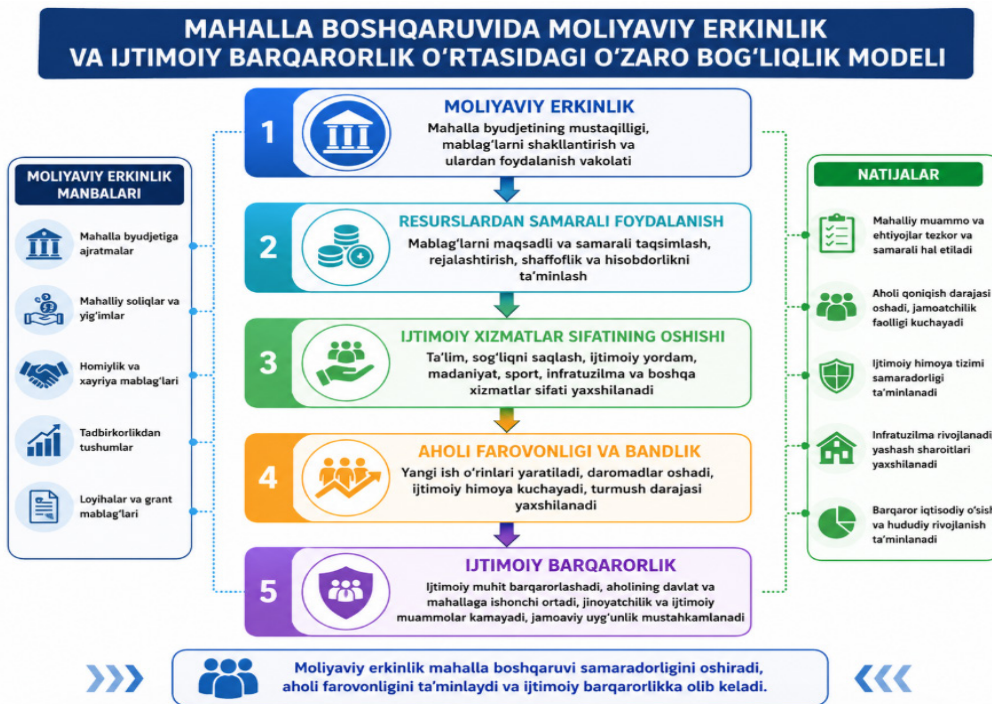 MAHALLA BOSHQARUVIDA MOLIYAVIY ERKINLIK
VA IJTIMOIY BARQARORLIK O'RTASIDAGI O'ZARO BOG'LIQLIK MODELI
MOLIYAVIY ERKINLIK
MANBALARI
Mahalla byudjetiga
ajratmalar
Mahalliy soliqlar va
yig'imlar
Homiylik va
xayriya mablag'lari
Tadbirkorlikdan
tushumlar
Loyihalar va grant
mablag'lari
1
MOLIYAVIY ERKINLIK
Mahalla byudjetining mustaqilligi,
mablag'larni shakllantirish va
ulardan foydalanish vakolati
2
RESURSLARDAN SAMARALI FOYDALANISH
Mablag'larni maqsadli va samarali taqsimlash,
rejalashtirish, shaffoflik va hisobdorlikni
ta'minlash
3
IJTIMOIY XIZMATLAR SIFATINING OSHISHI
Ta'lim, sog'liqni saqlash, ijtimoiy yordam,
madaniyat, sport, infratuzilma va boshqa
xizmatlar sifati yaxshilanadi
4
AHOLI FAROVONLIGI VA BANDLIK
Yangi ish o'rinlari yaratiladi, daromadlar oshadi,
ijtimoiy himoya kuchayadi, turmush darajasi
yaxshilanadi
5
IJTIMOIY BARQARORLIK
Ijtimoiy muhit barqarorlashadi, aholining davlat va
mahallaga ishonchi ortadi, jinoyatchilik va ijtimoiy
muammolar kamayadi, jamoaviy uyg'unlik mustahkamlanadi
NATIJALAR
Mahalliy muammo va
ehtiyojlar tezkor va
samarali hal etiladi
Aholi qoniqish darajasi
oshadi, jamoatchilik
faolligi kuchayadi
Ijtimoiy himoya tizimi
samaradorligi
ta'minlanadi
Infratuzilma rivojlanadi,
yashash sharoitlari
yaxshilanadi
Barqaror iqtisodiy o'sish
va hududiy rivojlanish
ta'minlanadi
Moliyaviy erkinlik mahalla boshqaruvi samaradorligini oshiradi,
aholi farovonligini ta'minlaydi va ijtimoiy barqarorlikka olib keladi.